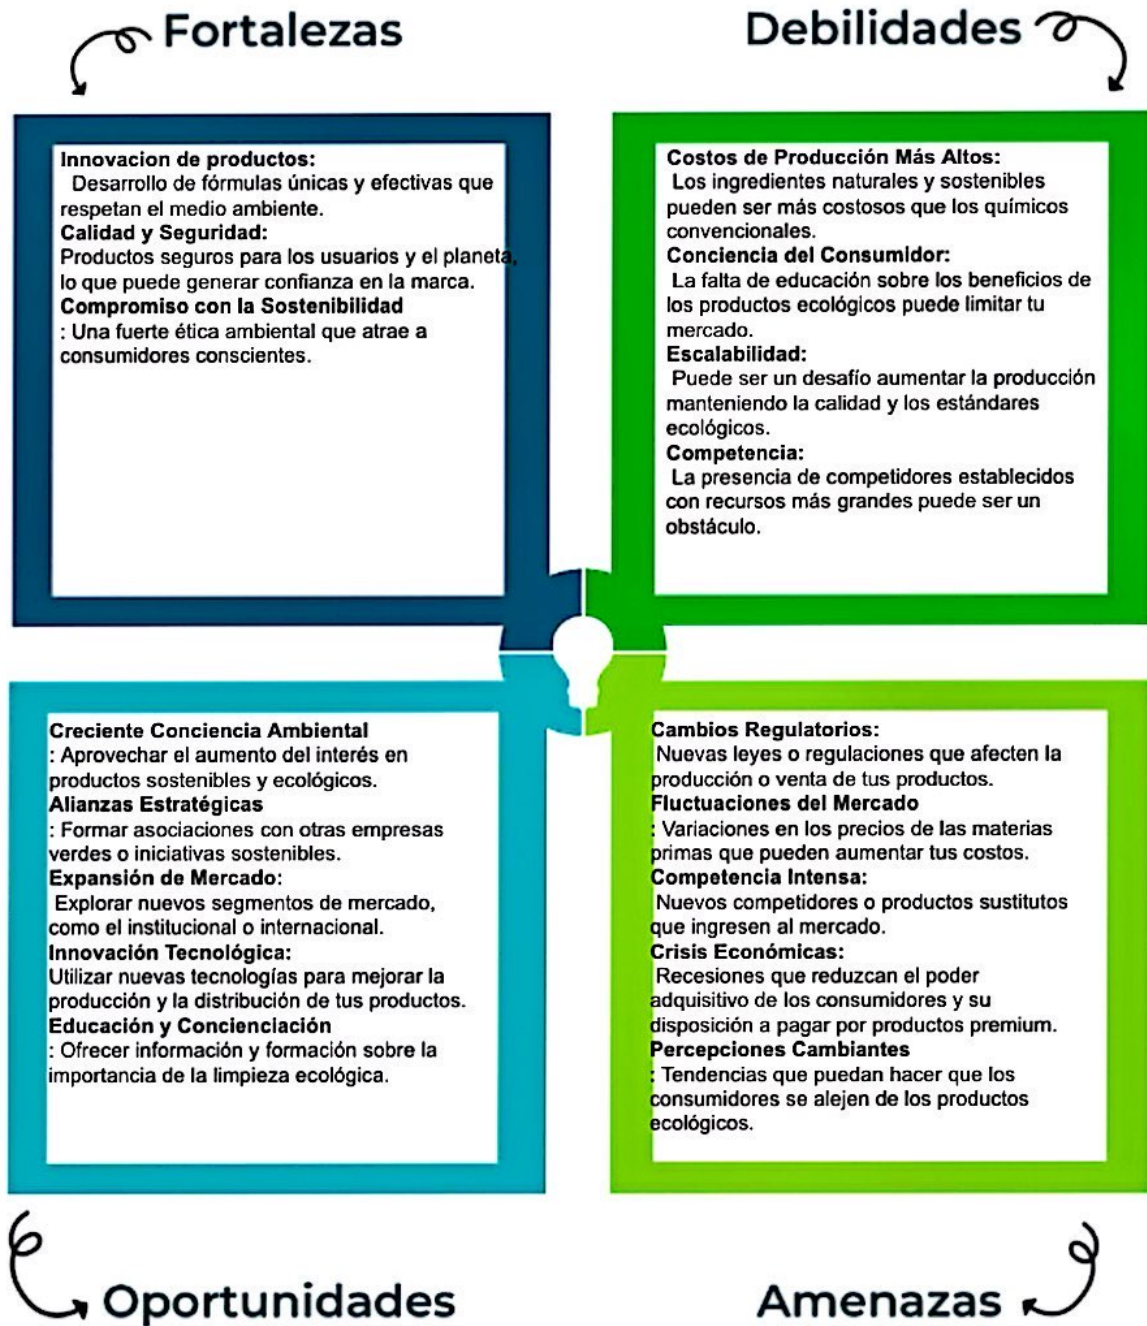 Fortalezas
Innovacion de productos:
Desarrollo de fórmulas únicas y efectivas que
respetan el medio ambiente.
Calidad y Seguridad:
Productos seguros para los usuarios y el planeta,
lo que puede generar confianza en la marca.
Compromiso con la Sostenibilidad
: Una fuerte ética ambiental que atrae a
consumidores conscientes.
Debilidades
Costos de Producción Más Altos:
Los ingredientes naturales y sostenibles
pueden ser más costosos que los químicos
convencionales.
Conciencia del Consumidor:
La falta de educación sobre los beneficios de
los productos ecológicos puede limitar tu
mercado.
Escalabilidad:
Puede ser un desafío aumentar la producción
manteniendo la calidad y los estándares
ecológicos.
Competencia:
La presencia de competidores establecidos
con recursos más grandes puede ser un
obstáculo.
Creciente Conciencia Ambiental
: Aprovechar el aumento del interés en
productos sostenibles y ecológicos.
Alianzas Estratégicas
: Formar asociaciones con otras empresas
verdes o iniciativas sostenibles.
Expansión de Mercado:
Explorar nuevos segmentos de mercado,
como el institucional o internacional.
Innovación Tecnológica:
Utilizar nuevas tecnologías para mejorar la
producción y la distribución de tus productos.
Educación y Concienciación
: Ofrecer información y formación sobre la
importancia de la limpieza ecológica.
Oportunidades
Cambios Regulatorios:
Nuevas leyes o regulaciones que afecten la
producción o venta de tus productos.
Fluctuaciones del Mercado
: Variaciones en los precios de las materias
primas que pueden aumentar tus costos.
Competencia Intensa:
Nuevos competidores o productos sustitutos
que ingresen al mercado.
Crisis Económicas:
Recesiones que reduzcan el poder
adquisitivo de los consumidores y su
disposición a pagar por productos premium.
Percepciones Cambiantes
: Tendencias que puedan hacer que los
consumidores se alejen de los productos
ecológicos.
Amenazas